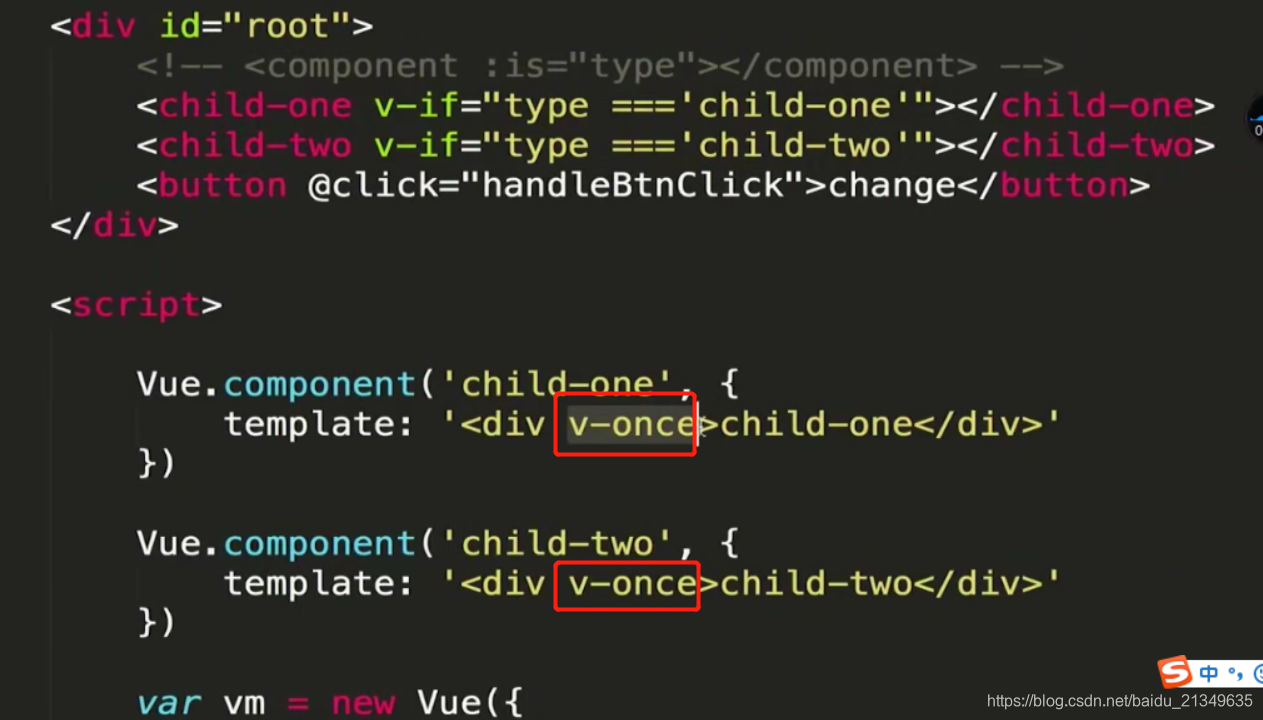 <div id="root">
<!-- <component :is="type"></component> -->
<child-one v-if="type ==='child-one'"></child-one>
<child-two v-if="type ==='child-two'"></child-two>
<button @click="handleBtnClick">change</button>
</div>
<script>
Vue.component('child-one', {
template: '<div v-once>child-one</div>'
})
Vue.component('child-two', {
template: '<div v-once>child-two</div>'
})
var vm = new Vue({
S 中 °,
https://blog.csdn.net/baidu_21349635